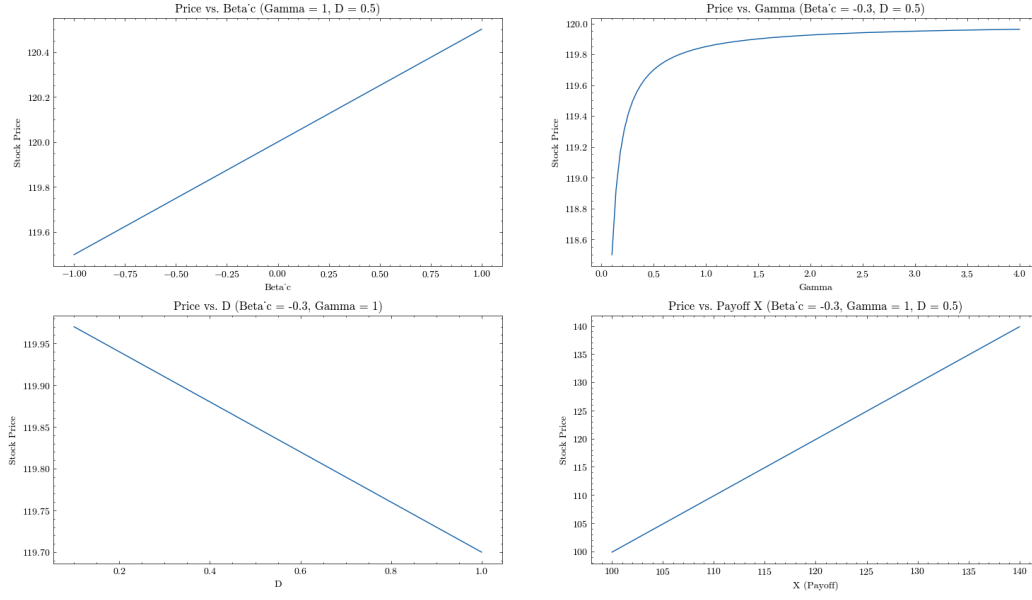 Price vs. Beta'c (Gamma = 1, D = 0.5)
Stock Price
120.4
120.2
120.0
119.8
119.6
−1.00 −0.75 −0.50 −0.25 0.00 0.25 0.50 0.75 1.00
Beta'c
Price vs. Gamma (Beta'c = -0.3, D = 0.5)
Stock Price
120.0
119.8
119.6
119.4
119.2
119.0
118.8
118.6
0.0 0.5 1.0 1.5 2.0 2.5 3.0 3.5 4.0
Gamma
Price vs. D (Beta'c = -0.3, Gamma = 1)
Stock Price
119.95
119.90
119.85
119.80
119.75
119.70
0.2 0.4 0.6 0.8 1.0
D
Price vs. Payoff X (Beta'c = -0.3, Gamma = 1, D = 0.5)
Stock Price
140
135
130
125
120
115
110
105
100
100 105 110 115 120 125 130 135 140
X (Payoff)